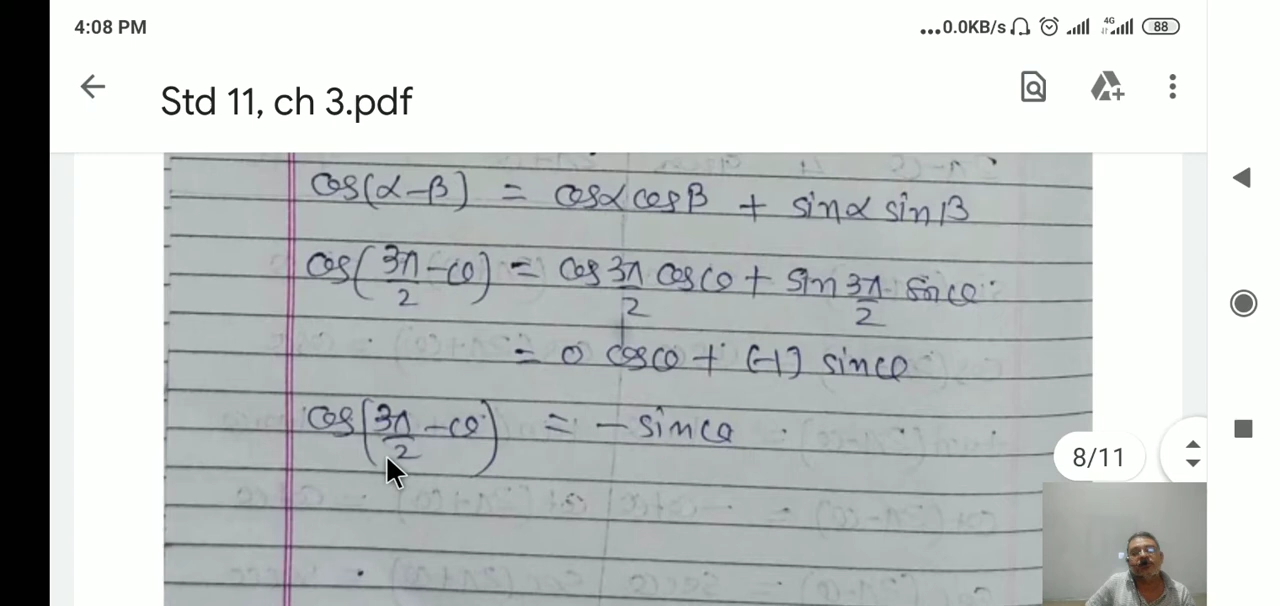 4:08 PM ...0.0KB/s 4G 88
Std 11, ch 3.pdf
cos(α-β) = cosα cosβ + sinα sinβ
cos(3π/2 - θ) = cos 3π/2 cosθ + sin 3π/2 sinθ
= 0 cosθ + (-1) sinθ
cos(3π/2 - θ) = - sinθ
8/11